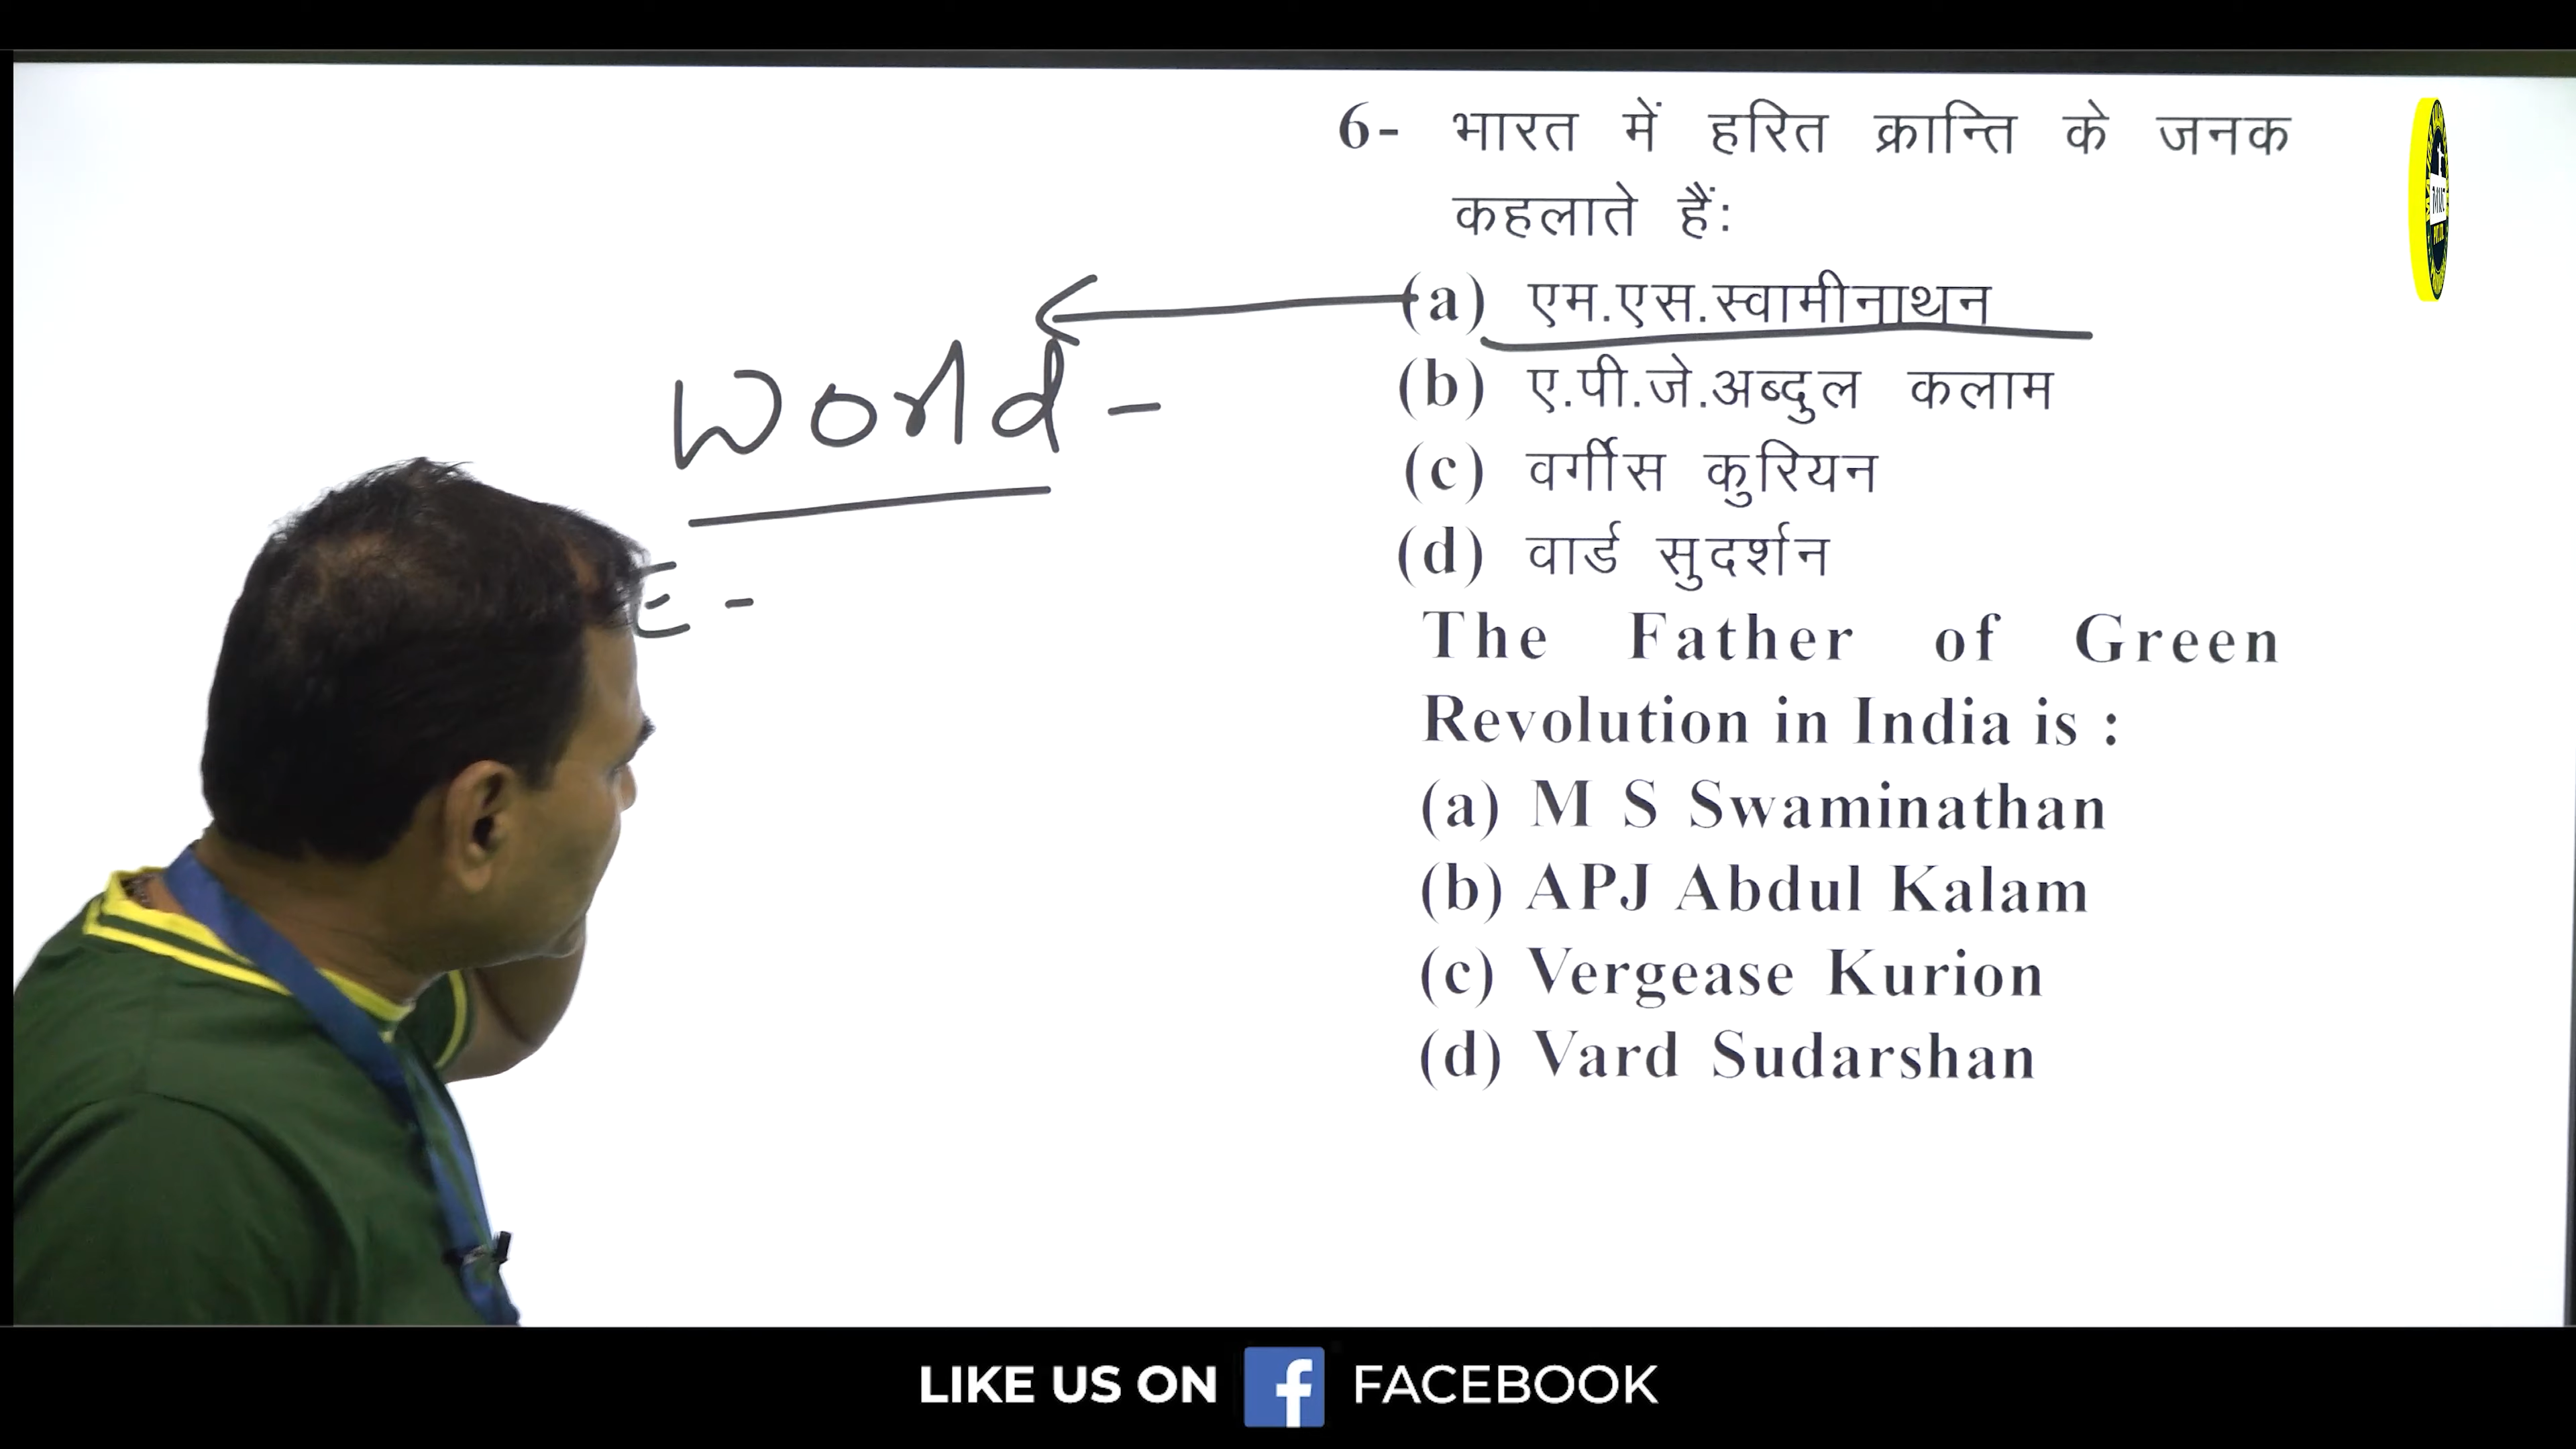 6- भारत में हरित क्रान्ति के जनक
कहलाते हैं:
(a) एम.एस.स्वामीनाथन
(b) ए.पी.जे.अब्दुल कलाम
(c) वर्गीस कुरियन
(d) वार्ड सुदर्शन
The Father of Green
Revolution in India is :
(a) M S Swaminathan
(b) APJ Abdul Kalam
(c) Vergease Kurion
(d) Vard Sudarshan
World -
E -
LIKE US ON f FACEBOOK